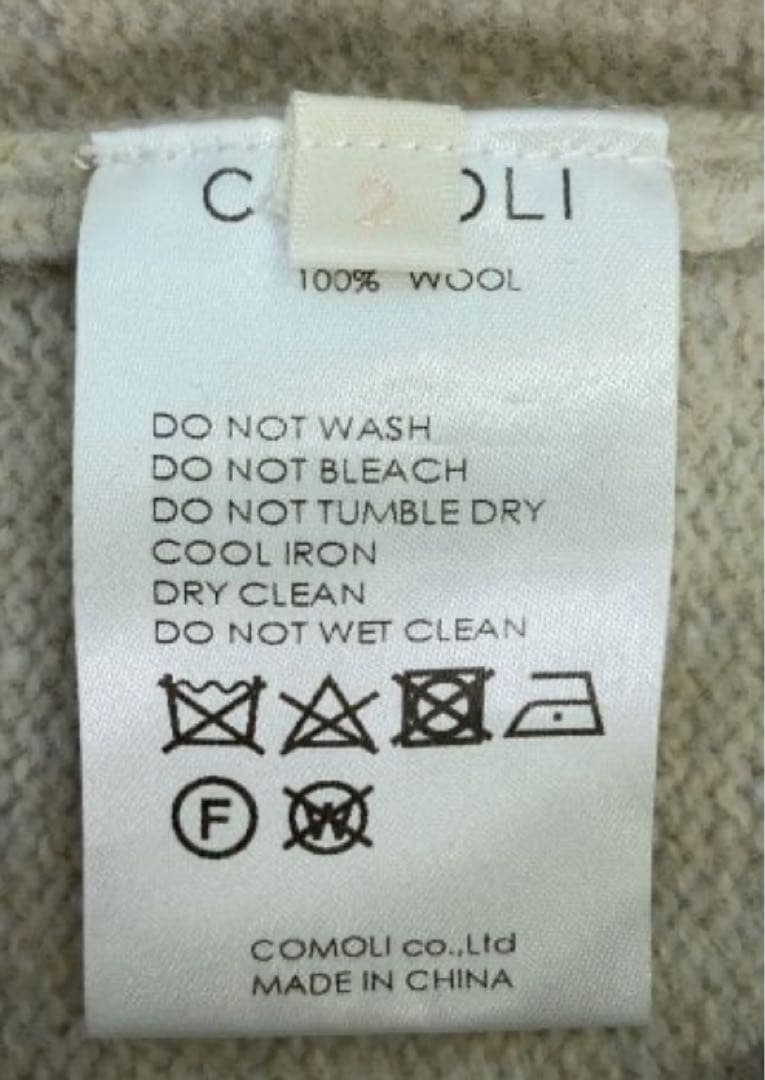 C OLI
2
100% WOOL
DO NOT WASH
DO NOT BLEACH
DO NOT TUMBLE DRY
COOL IRON
DRY CLEAN
DO NOT WET CLEAN
F W
COMOLI co.,Ltd
MADE IN CHINA